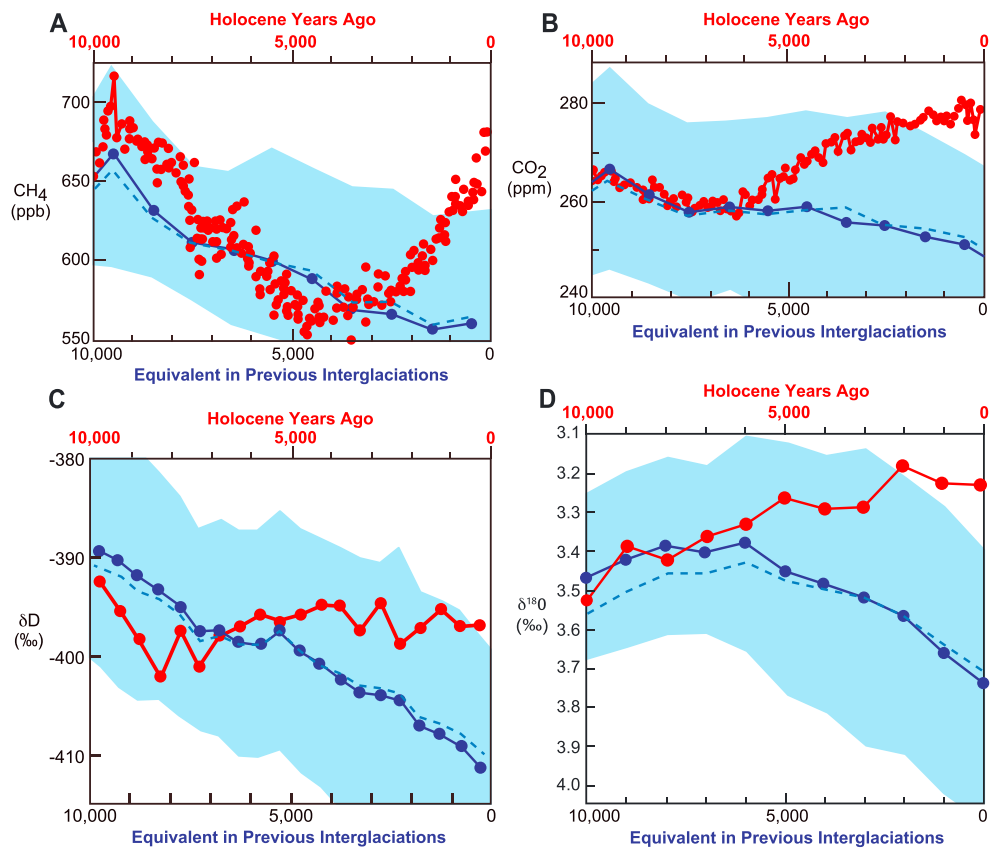 A
Holocene Years Ago
10,000 5,000 0
700
650
600
550
CH4
(ppb)
10,000 5,000 0
Equivalent in Previous Interglaciations
B
Holocene Years Ago
10,000 5,000 0
280
260
240
CO2
(ppm)
10,000 5,000 0
Equivalent in Previous Interglaciations
C
Holocene Years Ago
10,000 5,000 0
-380
-390
-400
-410
δD
(‰)
10,000 5,000 0
Equivalent in Previous Interglaciations
D
Holocene Years Ago
10,000 5,000 0
3.1
3.2
3.3
3.4
3.5
3.6
3.7
3.8
3.9
4.0
δ¹⁸0
(‰)
10,000 5,000 0
Equivalent in Previous Interglaciations